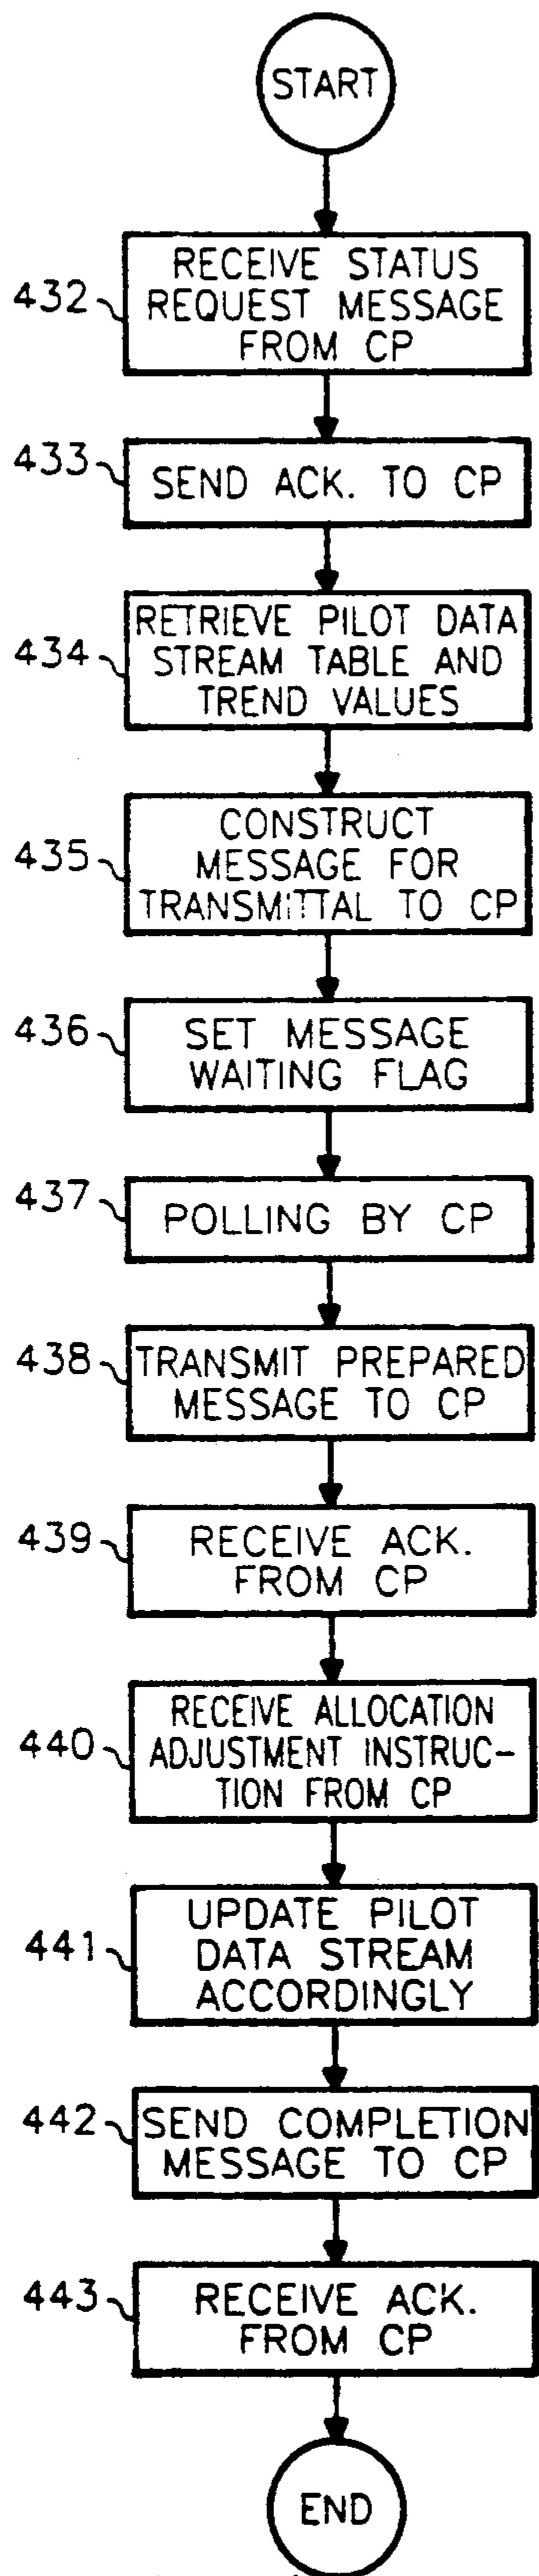 START
RECEIVE STATUS
432
REQUEST MESSAGE
FROM CP
433
SEND ACK. TO CP
RETRIEVE PILOT DATA
434
STREAM TABLE AND
TREND VALUES
CONSTRUCT
435
MESSAGE FOR
TRANSMITTAL TO CP
436
SET MESSAGE
WAITING FLAG
437
POLLING BY CP
438
TRANSMIT PREPARED
MESSAGE TO CP
439
RECEIVE ACK.
FROM CP
RECEIVE ALLOCATION
440
ADJUSTMENT INSTRUC-
TION FROM CP
UPDATE PILOT
441
DATA STREAM
ACCORDINGLY
442
SEND COMPLETION
MESSAGE TO CP
443
RECEIVE ACK.
FROM CP
END